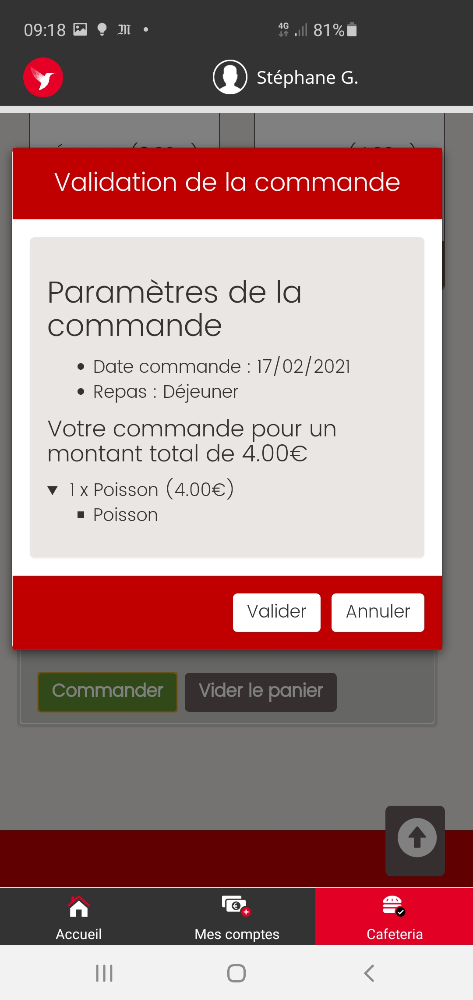 09:18
4G
81%
Stéphane G.
Validation de la commande
Paramètres de la
commande
Date commande : 17/02/2021
Repas : Déjeuner
Votre commande pour un
montant total de 4.00€
1 x Poisson (4.00€)
Poisson
Valider
Annuler
Commander
Vider le panier
Accueil
Mes comptes
Cafeteria